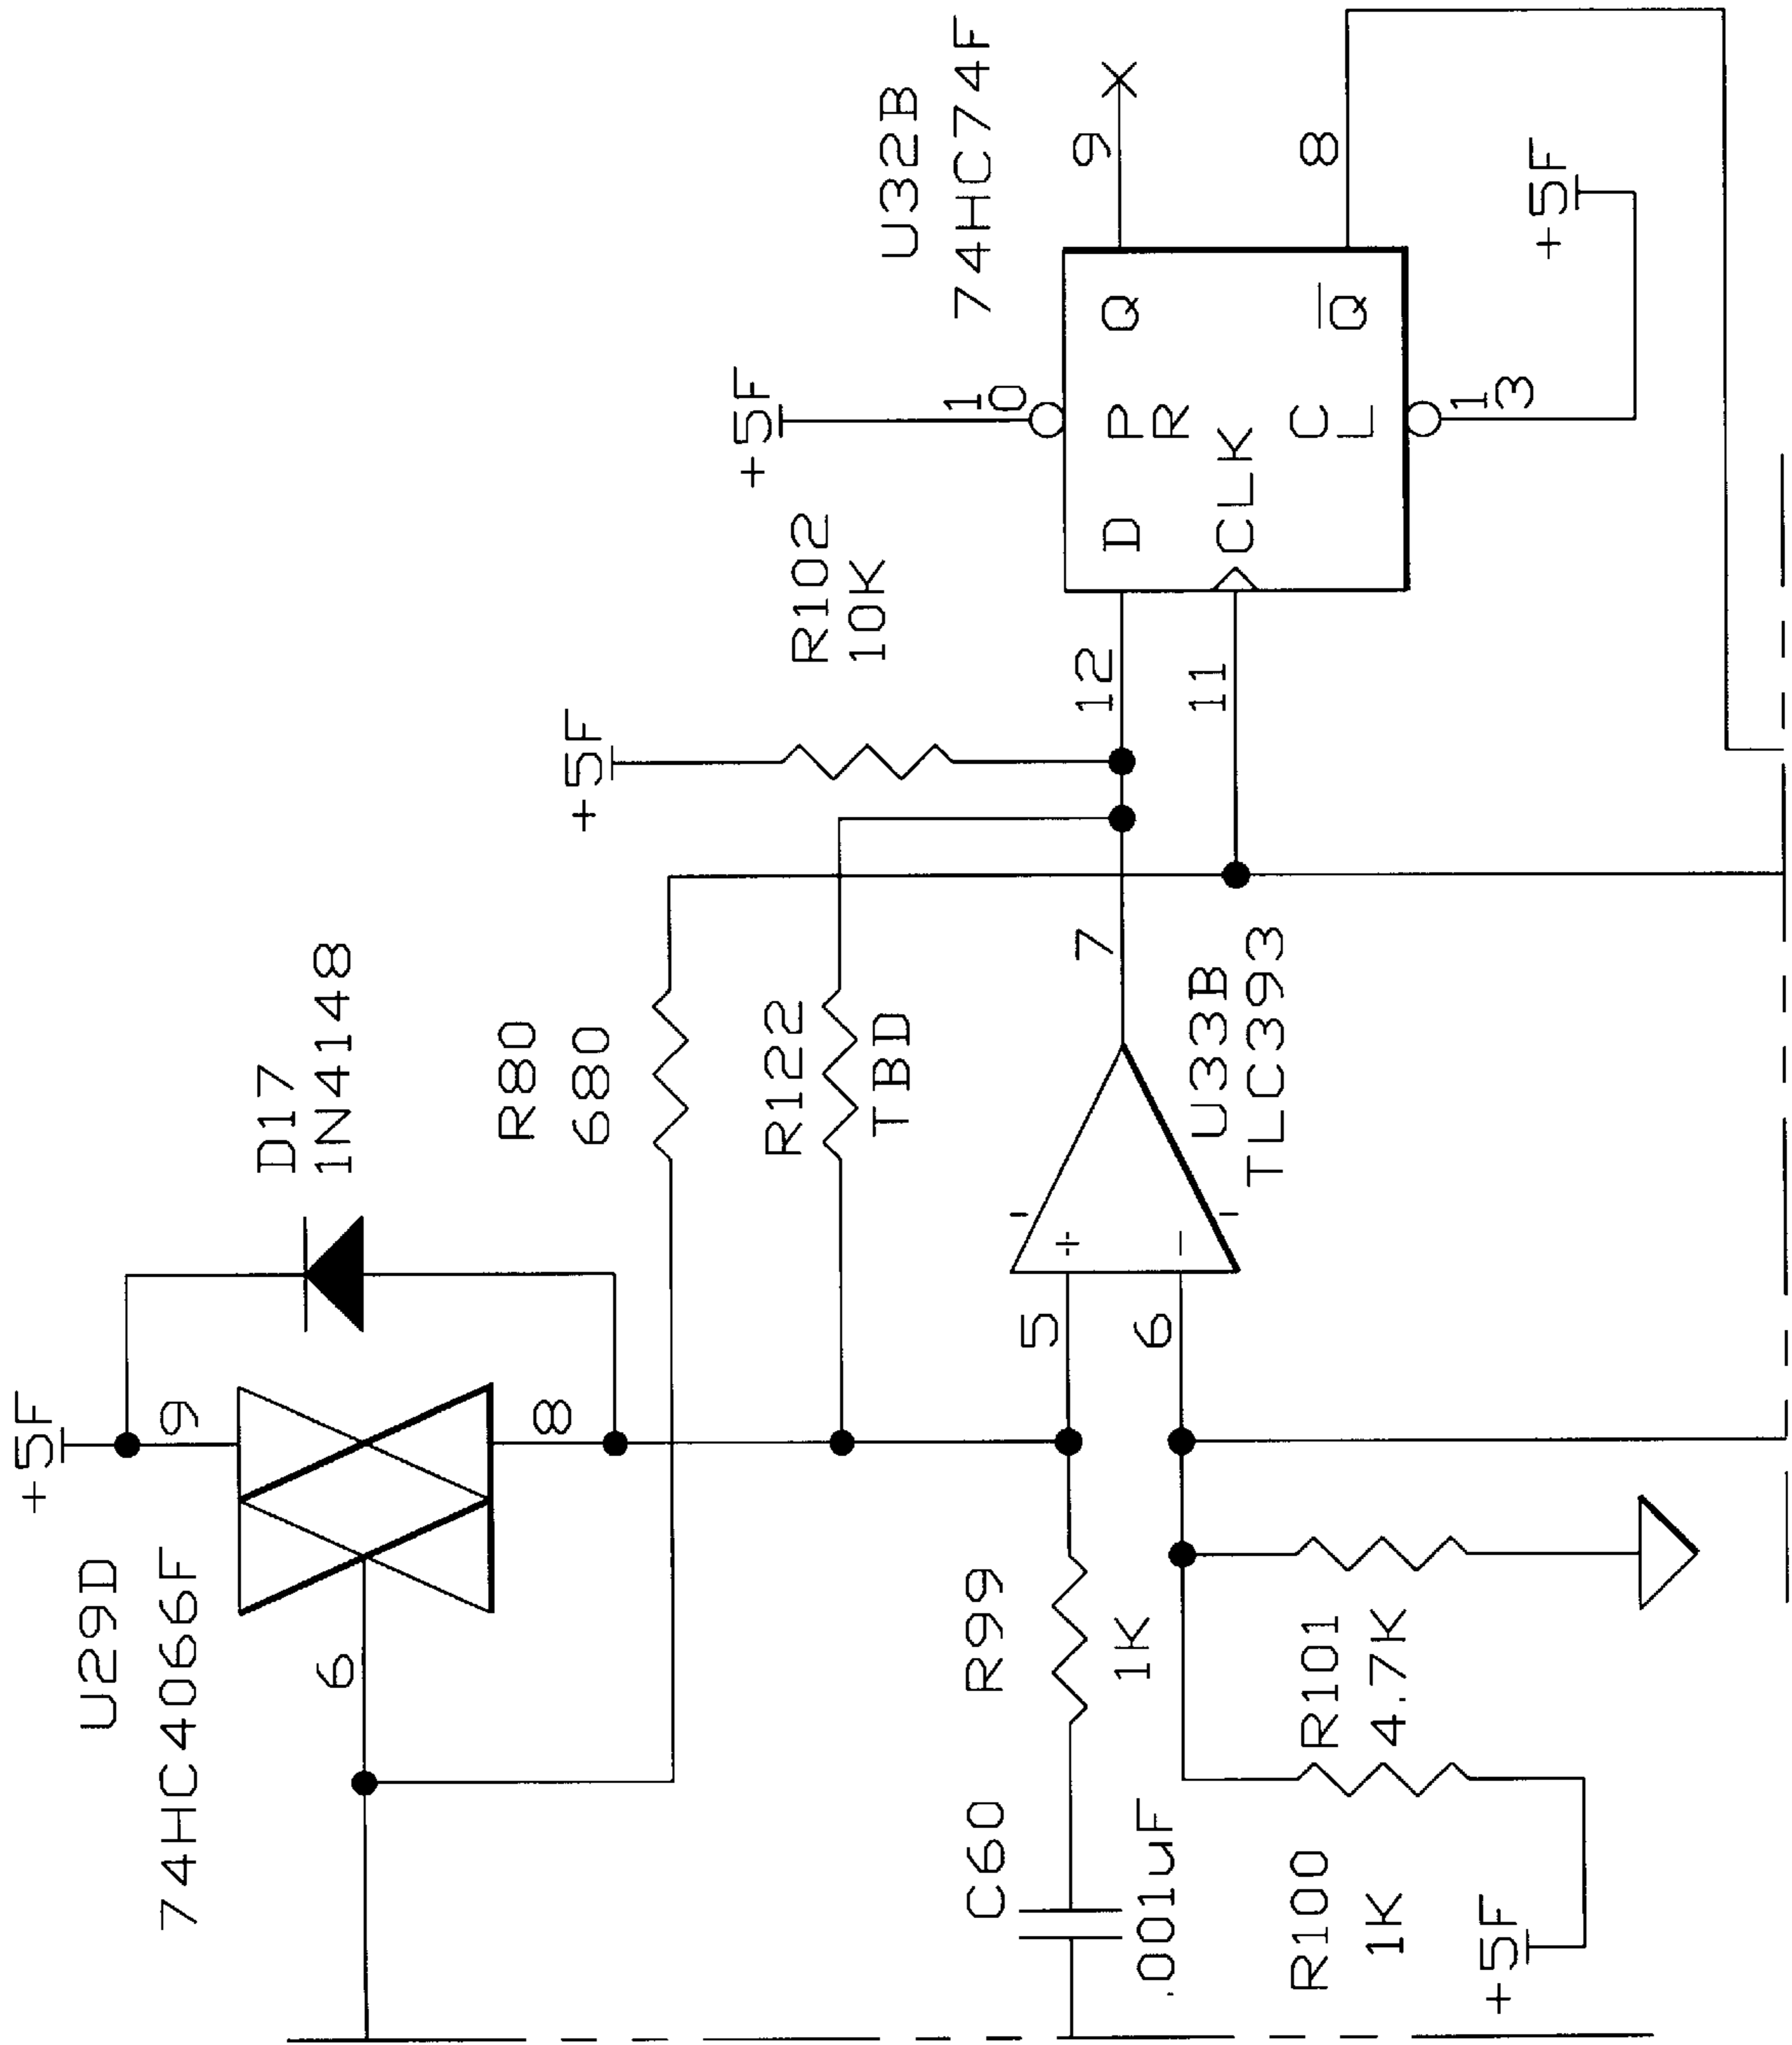 +5F
U29D
74HC4066F
9
8
6
D17
1N4148
R80
680
R122
TBD
+5F
R102
10K
+5F
U32B
74HC74F
10
9
8
12
11
D
PR
Q
CLK
CL
Q
13
+5F
7
U33B
TLC393
+
-
5
6
R99
1K
C60
.001uF
R101
4.7K
R100
1K
+5F